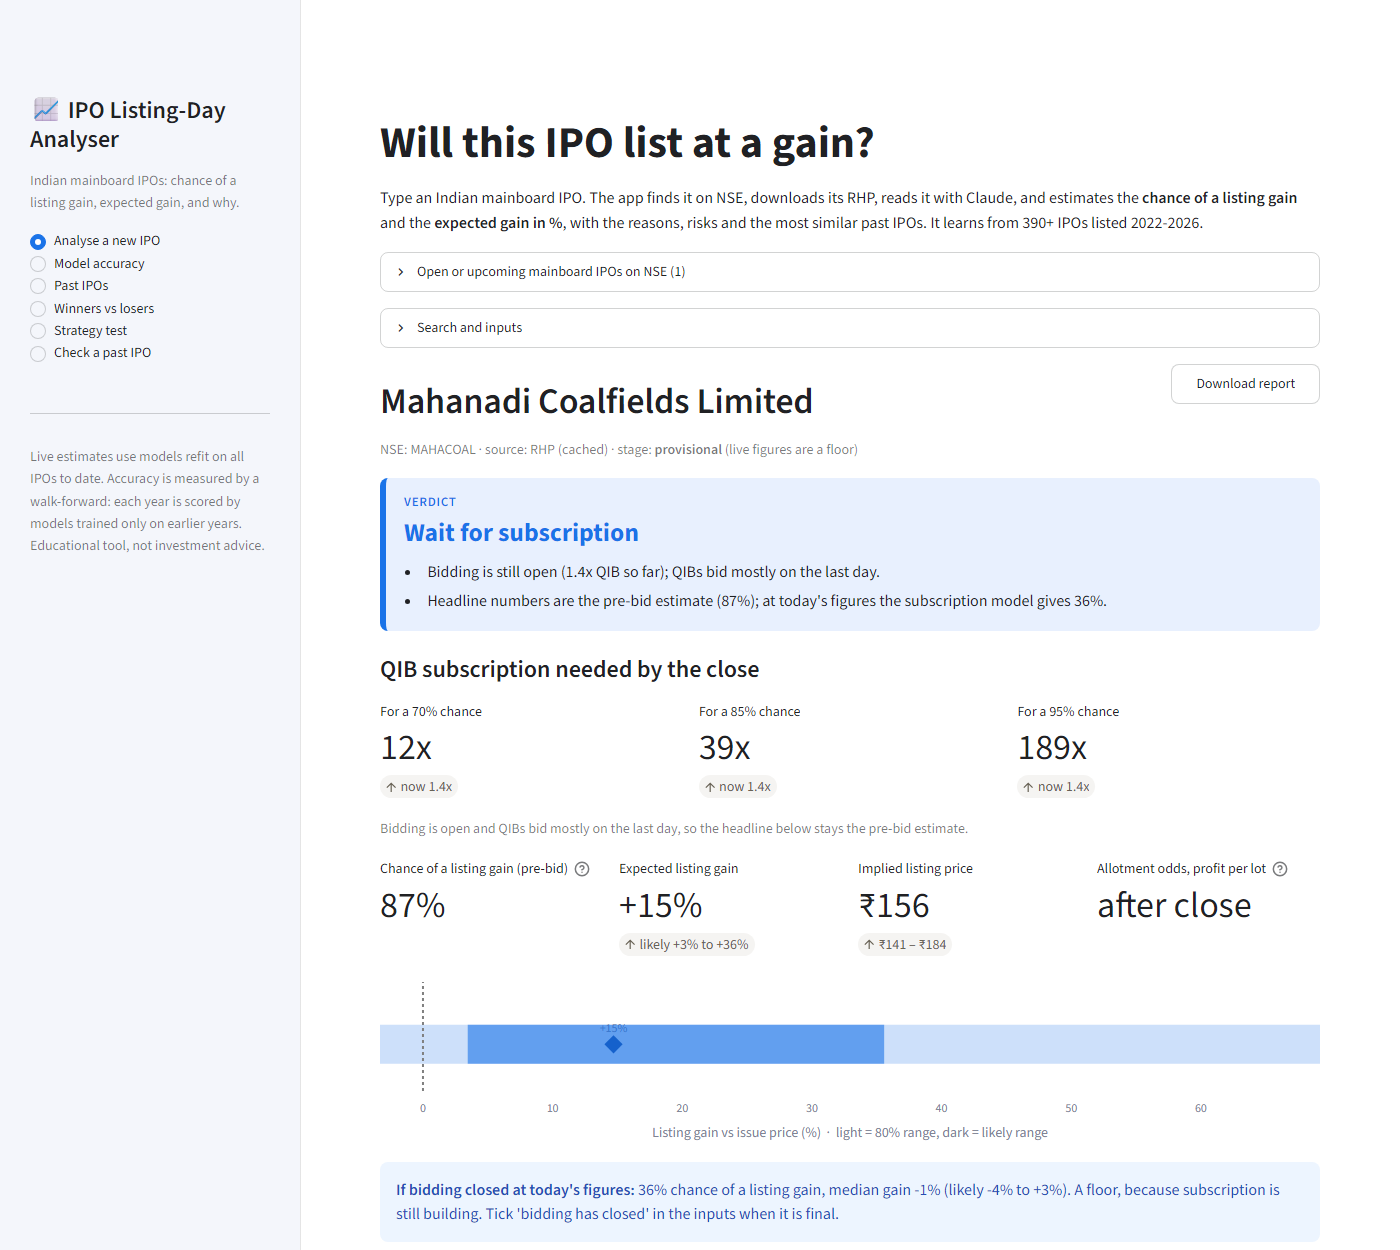 📈 IPO Listing-Day
Analyser
Indian mainboard IPOs: chance of a
listing gain, expected gain, and why.
Analyse a new IPO
Model accuracy
Past IPOs
Winners vs losers
Strategy test
Check a past IPO
Live estimates use models refit on all
IPOs to date. Accuracy is measured by a
walk-forward: each year is scored by
models trained only on earlier years.
Educational tool, not investment advice.
Will this IPO list at a gain?
Type an Indian mainboard IPO. The app finds it on NSE, downloads its RHP, reads it with Claude, and estimates the chance of a listing gain
and the expected gain in %, with the reasons, risks and the most similar past IPOs. It learns from 390+ IPOs listed 2022-2026.
Open or upcoming mainboard IPOs on NSE (1)
Search and inputs
Download report
Mahanadi Coalfields Limited
NSE: MAHACOAL · source: RHP (cached) · stage: provisional (live figures are a floor)
VERDICT
Wait for subscription
• Bidding is still open (1.4x QIB so far); QIBs bid mostly on the last day.
• Headline numbers are the pre-bid estimate (87%); at today's figures the subscription model gives 36%.
QIB subscription needed by the close
For a 70% chance For a 85% chance For a 95% chance
12x 39x 189x
↑ now 1.4x ↑ now 1.4x ↑ now 1.4x
Bidding is open and QIBs bid mostly on the last day, so the headline below stays the pre-bid estimate.
Chance of a listing gain (pre-bid) Expected listing gain Implied listing price Allotment odds, profit per lot
87% +15% ₹156 after close
↑ likely +3% to +36% ↑ ₹141 – ₹184
+15%
0 10 20 30 40 50 60
Listing gain vs issue price (%) · light = 80% range, dark = likely range
If bidding closed at today's figures: 36% chance of a listing gain, median gain -1% (likely -4% to +3%). A floor, because subscription is
still building. Tick 'bidding has closed' in the inputs when it is final.